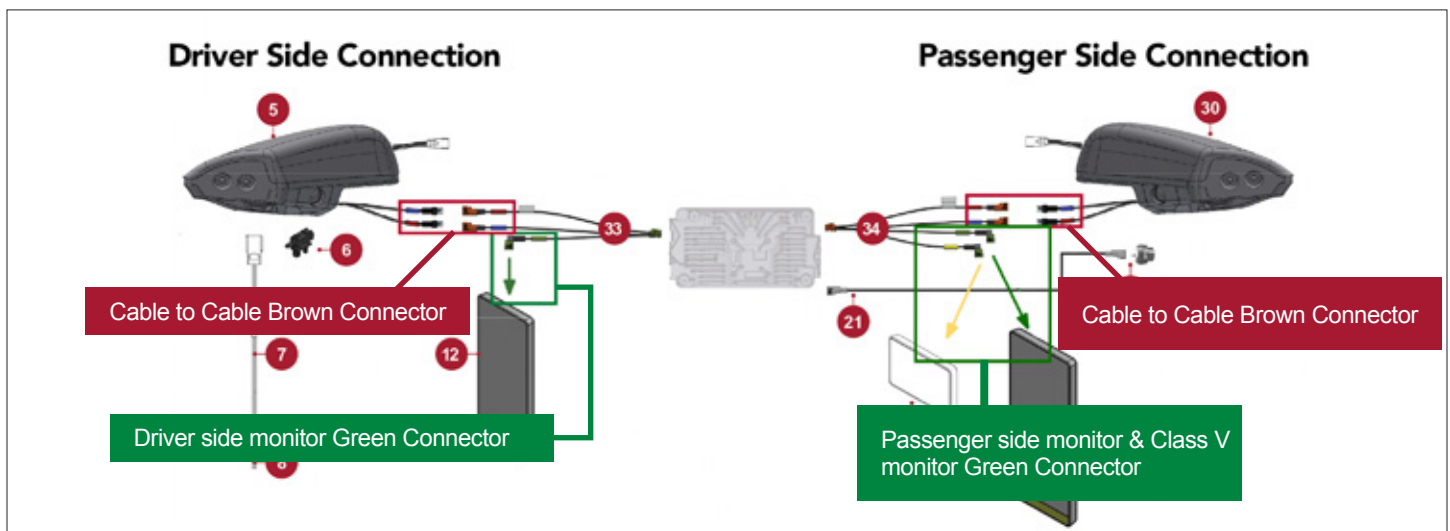 Driver Side Connection
Passenger Side Connection
5
30
33
34
6
Cable to Cable Brown Connector
21
Cable to Cable Brown Connector
7
12
Driver side monitor Green Connector
Passenger side monitor & Class V
monitor Green Connector
8